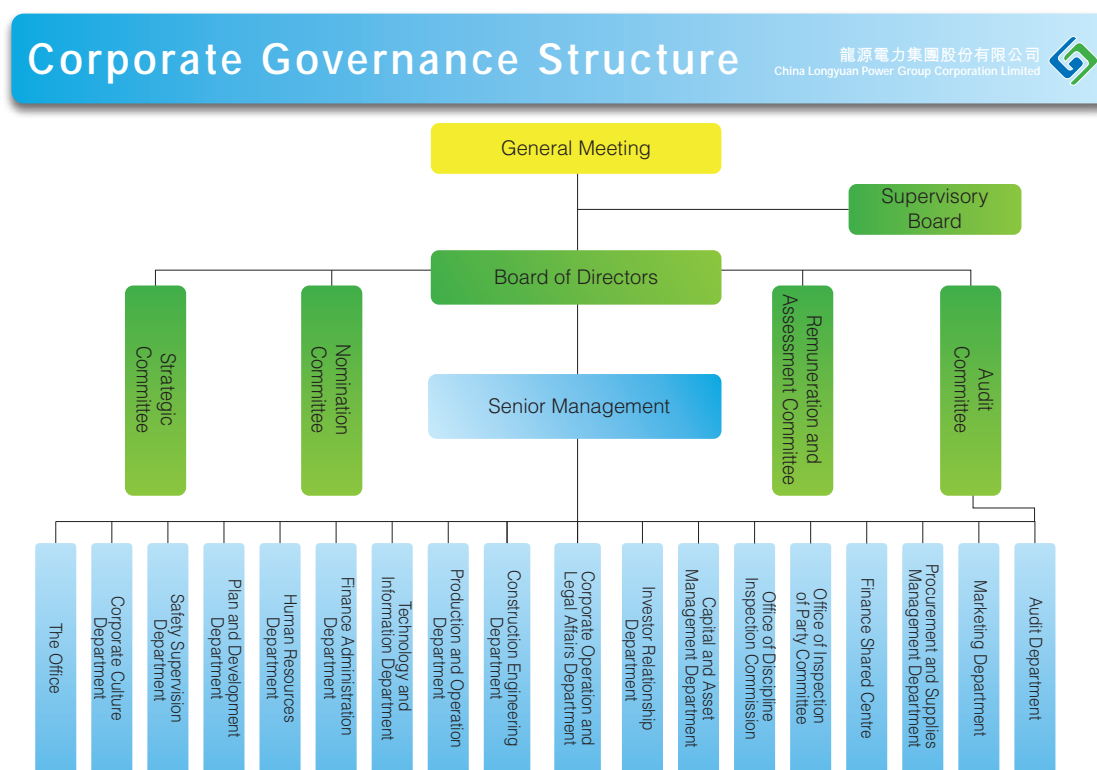 Corporate Governance Structure
龍源電力集團股份有限公司
China Longyuan Power Group Corporation Limited
General Meeting
Supervisory
Board
Board of Directors
Strategic
Committee
Nomination
Committee
Remuneration and
Assessment Committee
Audit
Committee
Senior Management
The Office
Corporate Culture
Department
Safety Supervision
Department
Plan and Development
Department
Human Resources
Department
Finance Administration
Department
Technology and
Information Department
Production and Operation
Department
Construction Engineering
Department
Corporate Operation and
Legal Affairs Department
Investor Relationship
Department
Capital and Asset
Management Department
Office of Discipline
Inspection Commission
Office of Inspection
of Party Committee
Finance Shared Centre
Procurement and Supplies
Management Department
Marketing Department
Audit Department